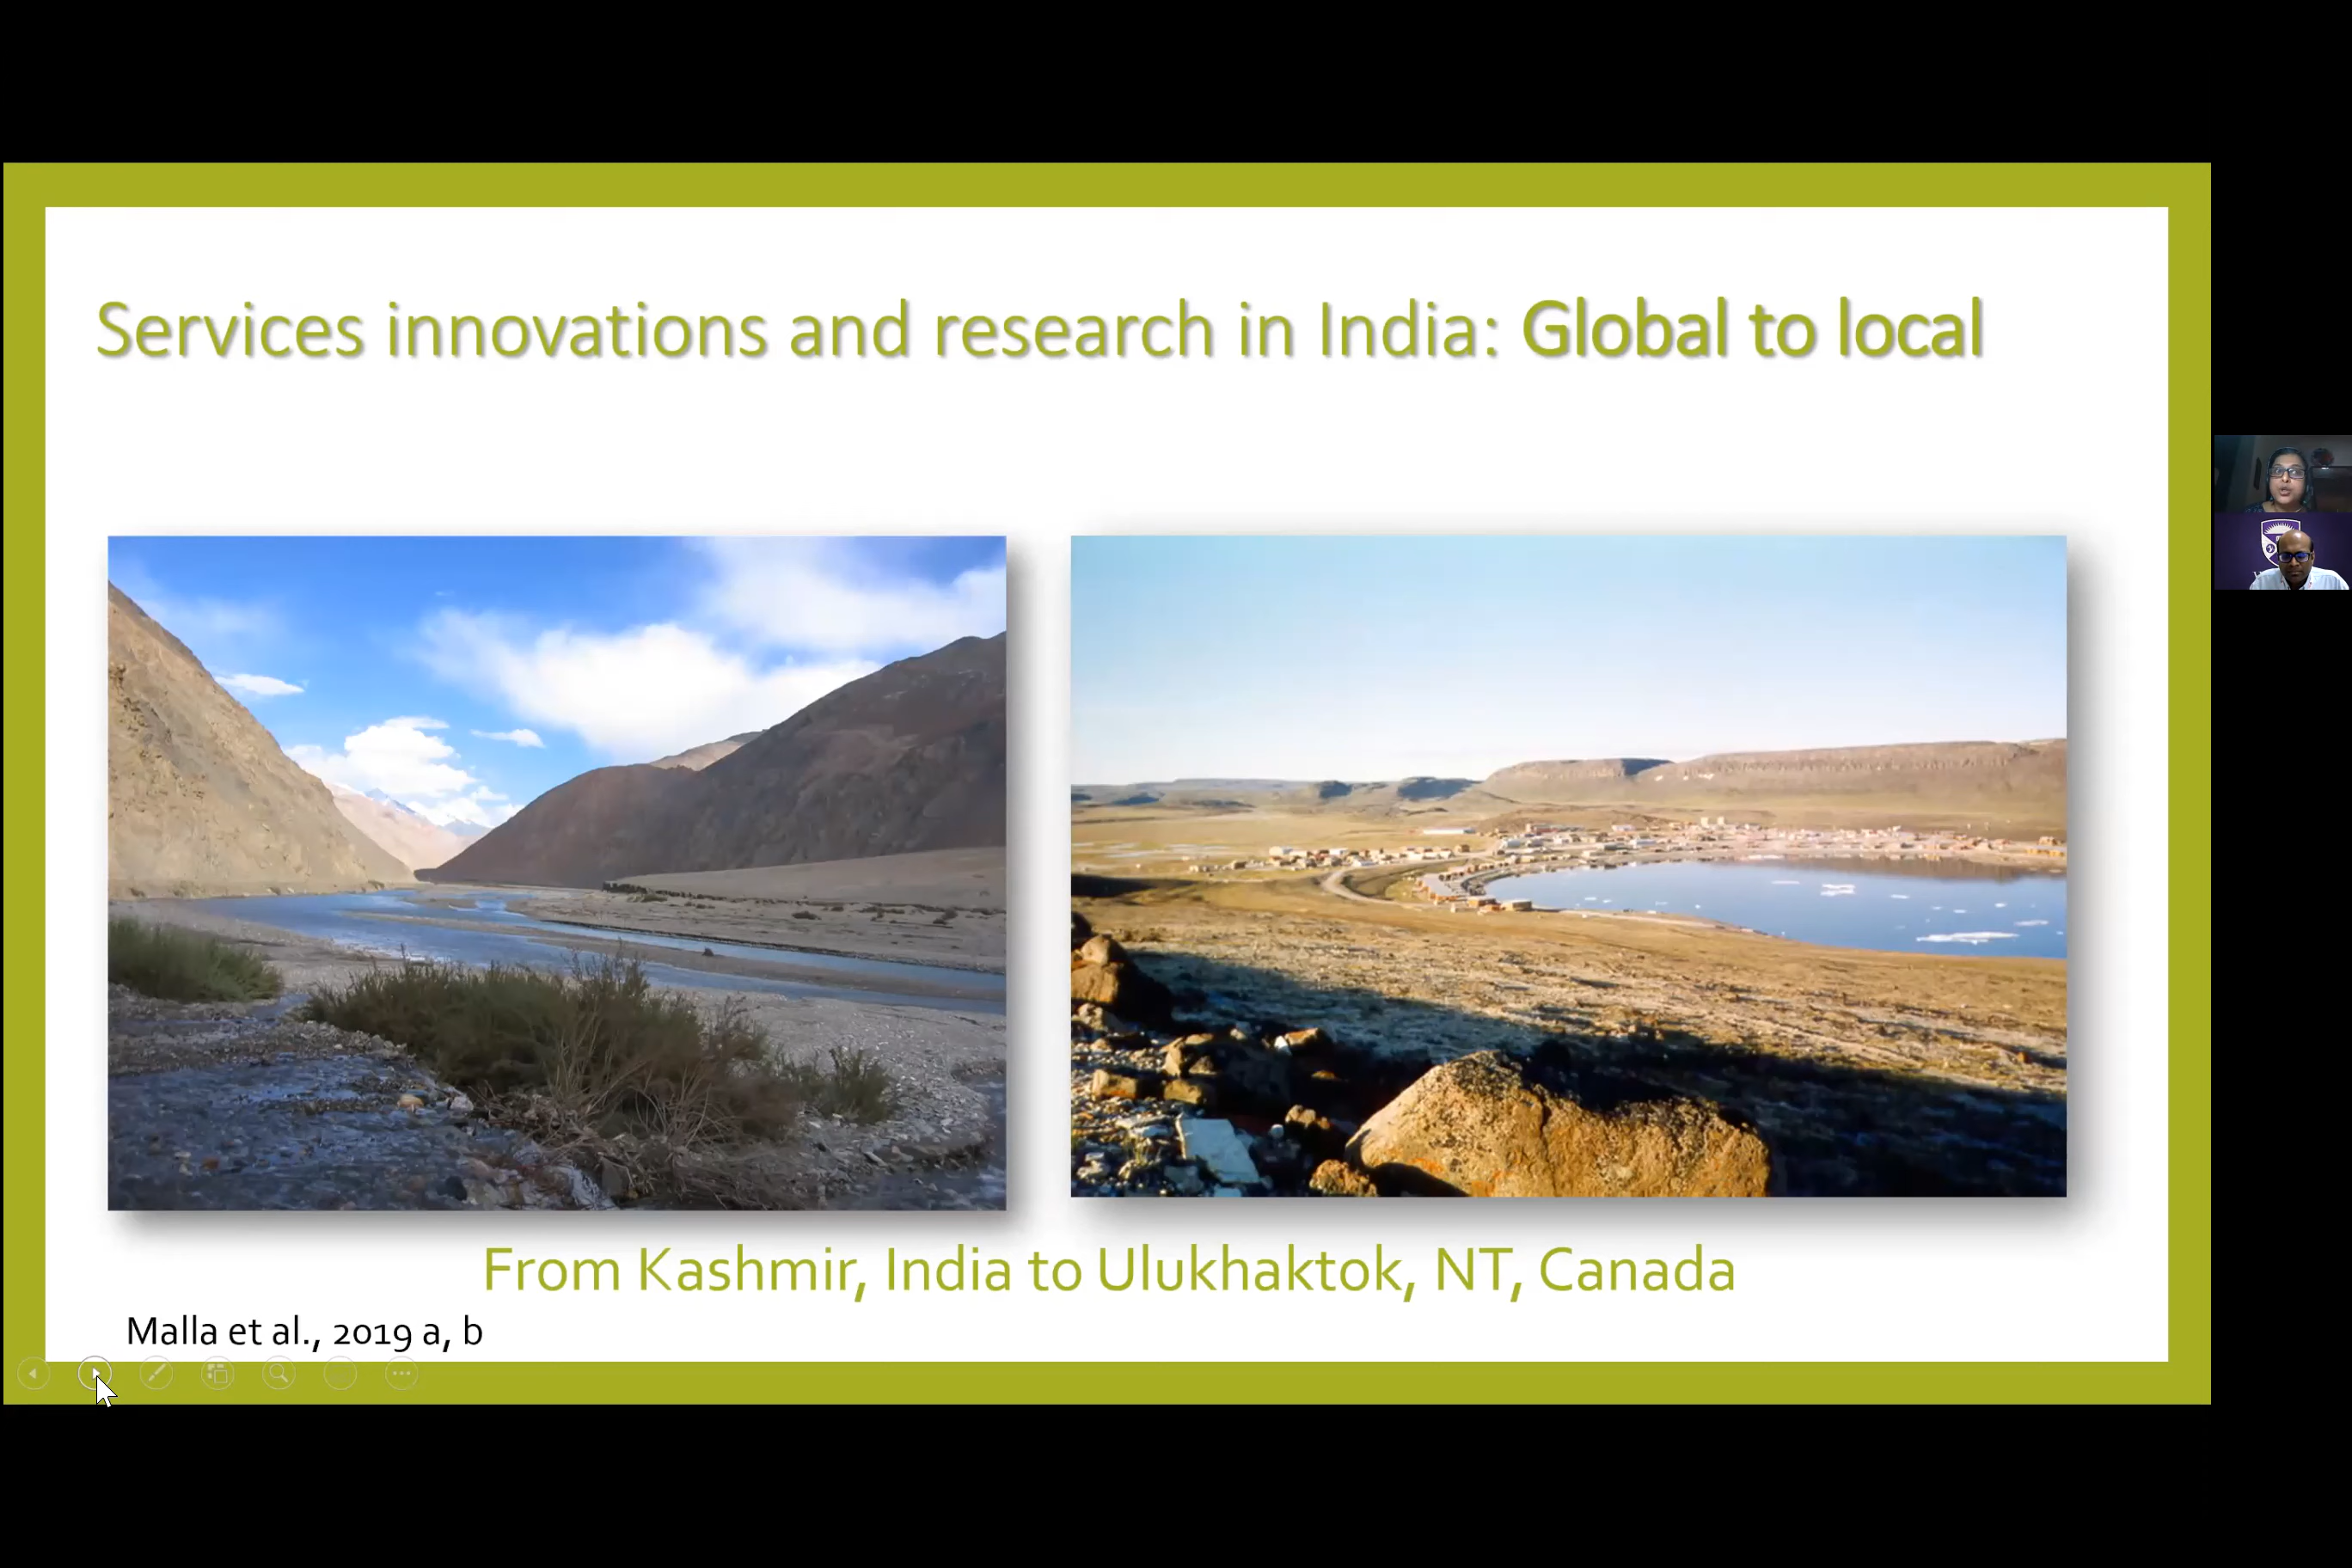 Services innovations and research in India: Global to local
From Kashmir, India to Ulukhaktok, NT, Canada
Malla et al., 2019 a, b